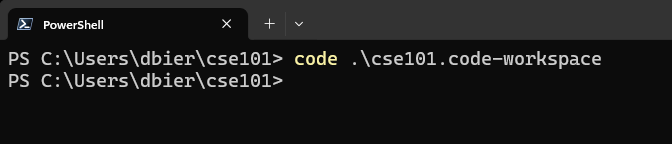 PowerShell
PS C:\Users\dbier\cse101> code .\cse101.code-workspace
PS C:\Users\dbier\cse101>